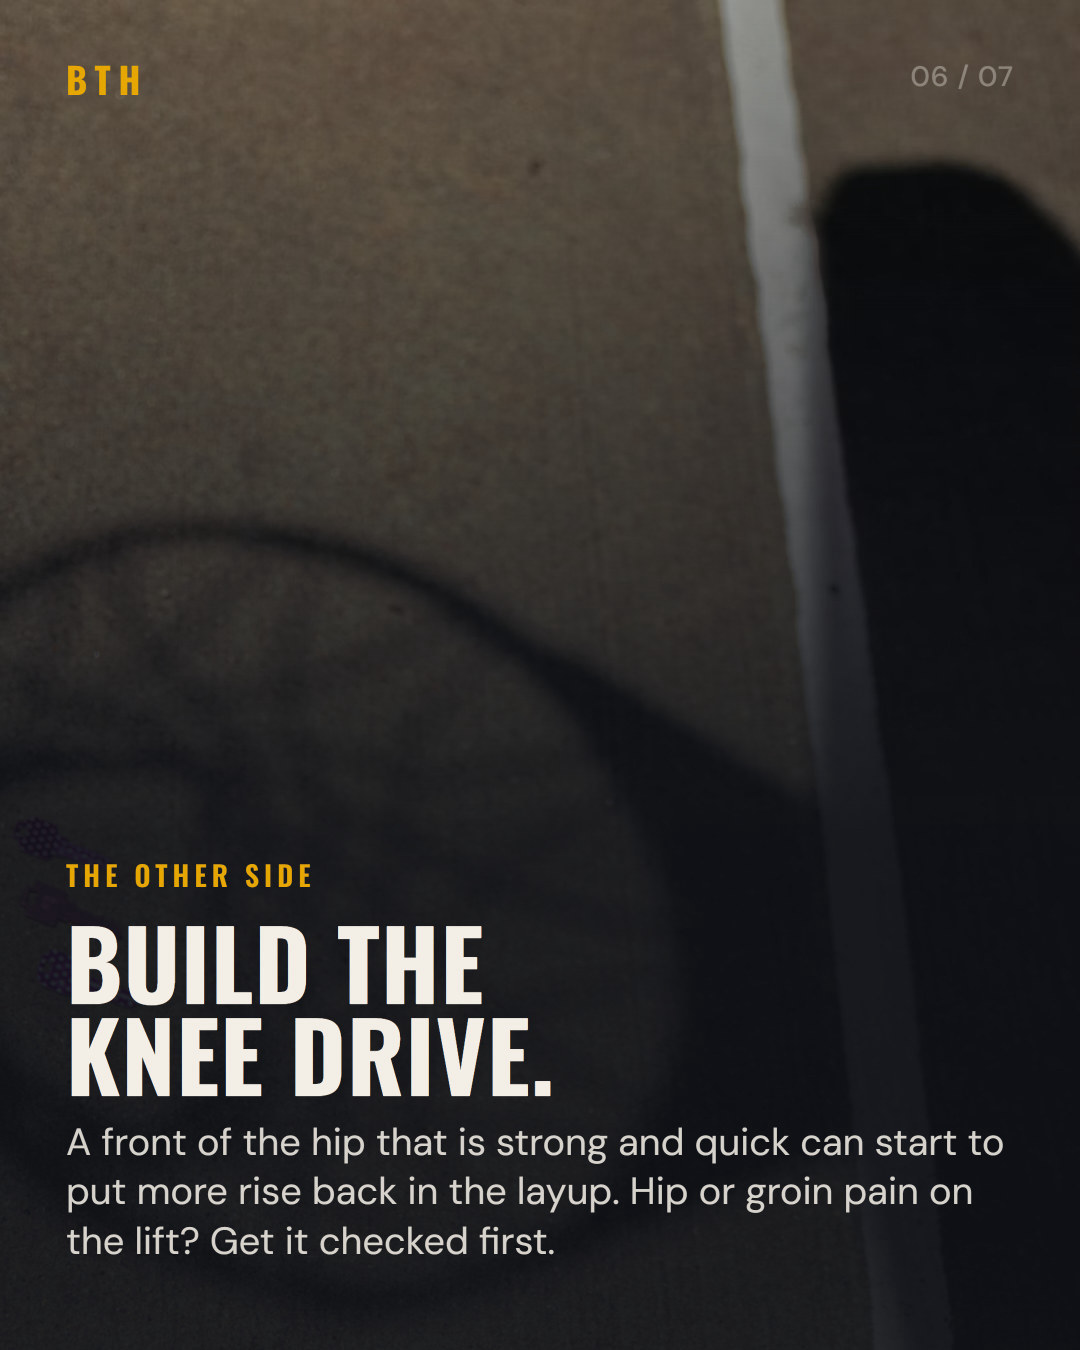 BTH
06 / 07
THE OTHER SIDE
BUILD THE
KNEE DRIVE.
A front of the hip that is strong and quick can start to
put more rise back in the layup. Hip or groin pain on
the lift? Get it checked first.